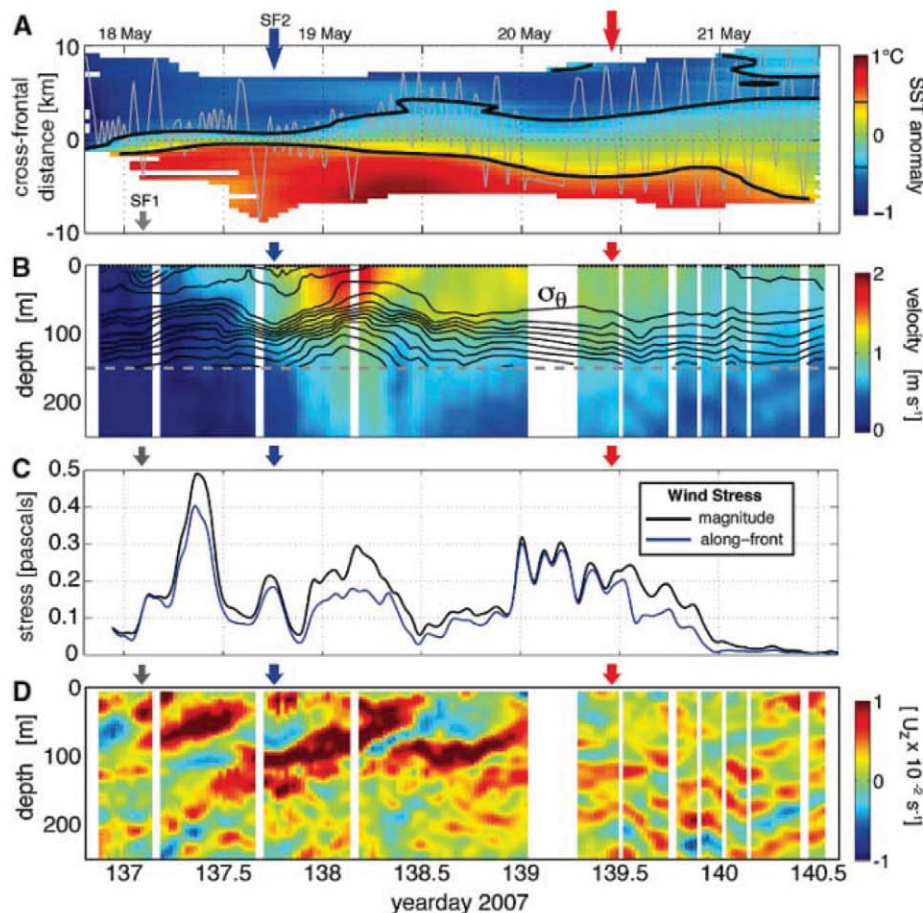 A
18 May
SF2
19 May
20 May
21 May
10
0
-10
cross-frontal
distance [km]
SF1
1°C
0
-1
SST anomaly
B
0
100
200
depth [m]
σθ
2
1
0
velocity
[m s⁻¹]
C
0.5
0.4
0.3
0.2
0.1
0
stress [pascals]
Wind Stress
magnitude
along-front
D
0
100
200
depth [m]
1
0
-1
[ Uz x 10⁻² s⁻¹]
137 137.5 138 138.5 139 139.5 140 140.5
yearday 2007